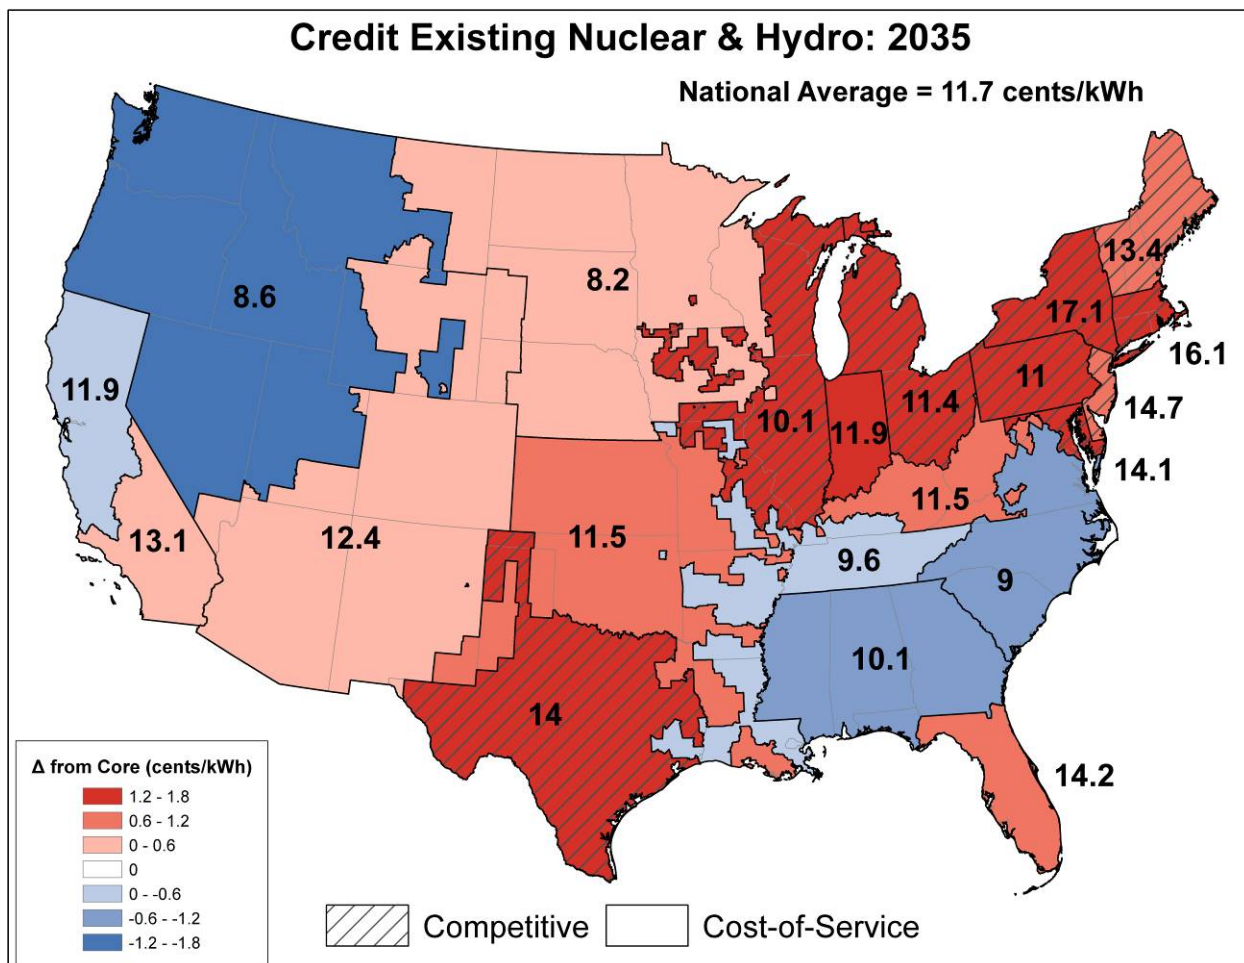 Credit Existing Nuclear & Hydro: 2035
National Average = 11.7 cents/kWh
8.6
8.2
13.4
17.1
16.1
11.9
10.1
11.9
11.4
11
14.7
14.1
13.1
12.4
11.5
11.5
9.6
9
10.1
14
14.2
Δ from Core (cents/kWh)
1.2 - 1.8
0.6 - 1.2
0 - 0.6
0
0 - -0.6
-0.6 - -1.2
-1.2 - -1.8
Competitive
Cost-of-Service